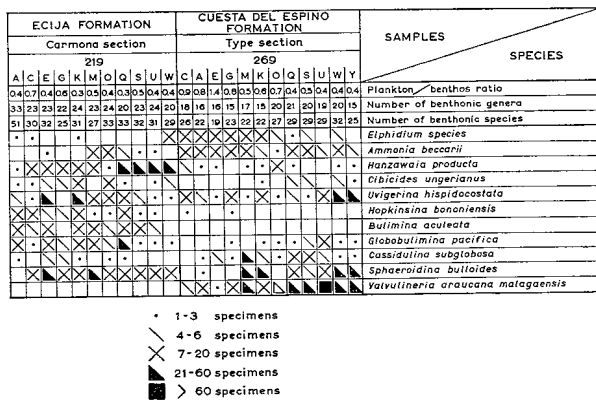 ECIJA FORMATION
CUESTA DEL ESPINO FORMATION
SAMPLES
SPECIES
Carmona section
Type section
219
269
A C E G K M O Q S U W C A E G M K O Q S U W Y
0.4 0.7 0.4 0.6 0.3 0.5 0.4 0.3 0.4 0.4 0.9 0.8 1.4 0.8 0.5 0.6 0.7 0.4 0.5 0.4 0.4 0.4 Plankton/benthos ratio
33 23 23 22 24 23 24 20 23 24 20 18 16 16 15 17 15 20 21 20 19 20 15 Number of benthonic genera
51 30 32 25 31 27 33 33 32 31 29 26 22 19 23 22 22 27 29 29 29 32 25 Number of benthonic species
Elphidium species
Ammonia beccarii
Hanzawaia producta
Cibicides ungerianus
Uvigerina hispidocostata
Hopkinsina bononiensis
Bulimina aculeata
Globobulimina pacifica
Cassidulina subglobosa
Sphaeroidina bulloides
Valvulineria araucana malagaensis
1-3 specimens
4-6 specimens
7-20 specimens
21-60 specimens
> 60 specimens